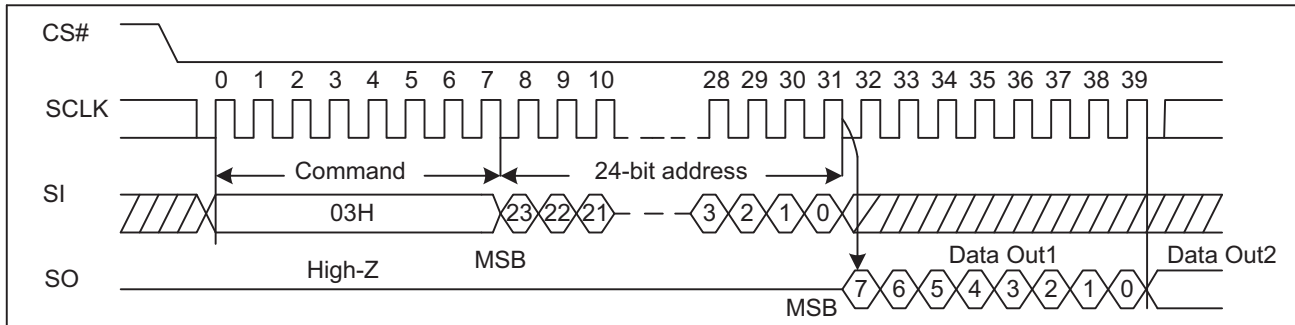 CS#
0 1 2 3 4 5 6 7 8 9 10 28 29 30 31 32 33 34 35 36 37 38 39
SCLK
Command 24-bit address
SI
03H 23 22 21 3 2 1 0
High-Z MSB Data Out1 Data Out2
SO
MSB 7 6 5 4 3 2 1 0